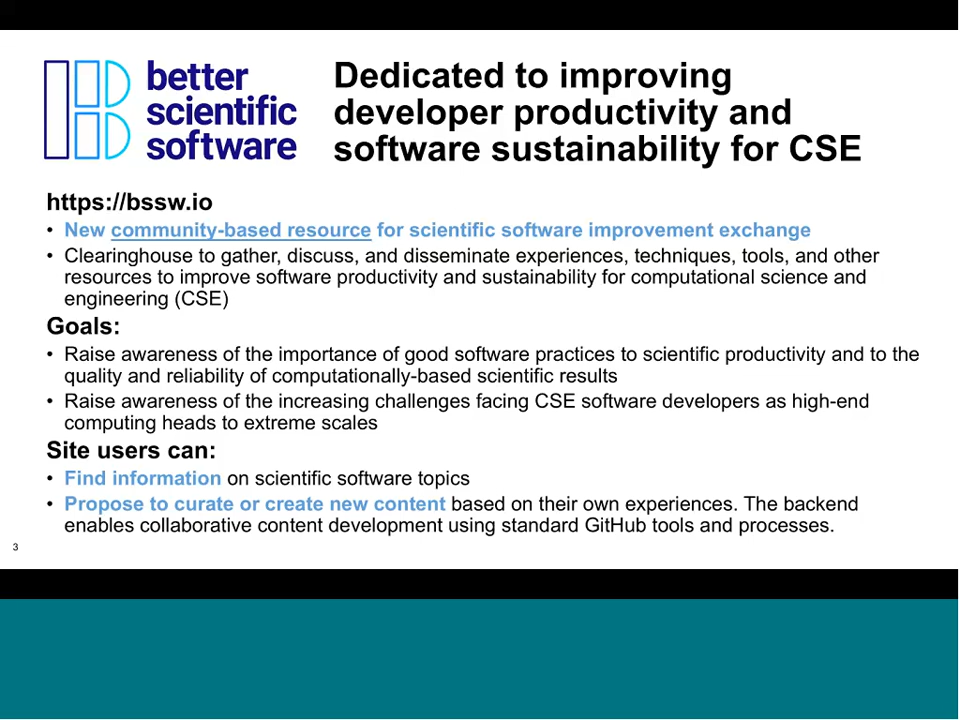 better
scientific
software
Dedicated to improving
developer productivity and
software sustainability for CSE
https://bssw.io
• New community-based resource for scientific software improvement exchange
• Clearinghouse to gather, discuss, and disseminate experiences, techniques, tools, and other
resources to improve software productivity and sustainability for computational science and
engineering (CSE)
Goals:
• Raise awareness of the importance of good software practices to scientific productivity and to the
quality and reliability of computationally-based scientific results
• Raise awareness of the increasing challenges facing CSE software developers as high-end
computing heads to extreme scales
Site users can:
• Find information on scientific software topics
• Propose to curate or create new content based on their own experiences. The backend
enables collaborative content development using standard GitHub tools and processes.
3